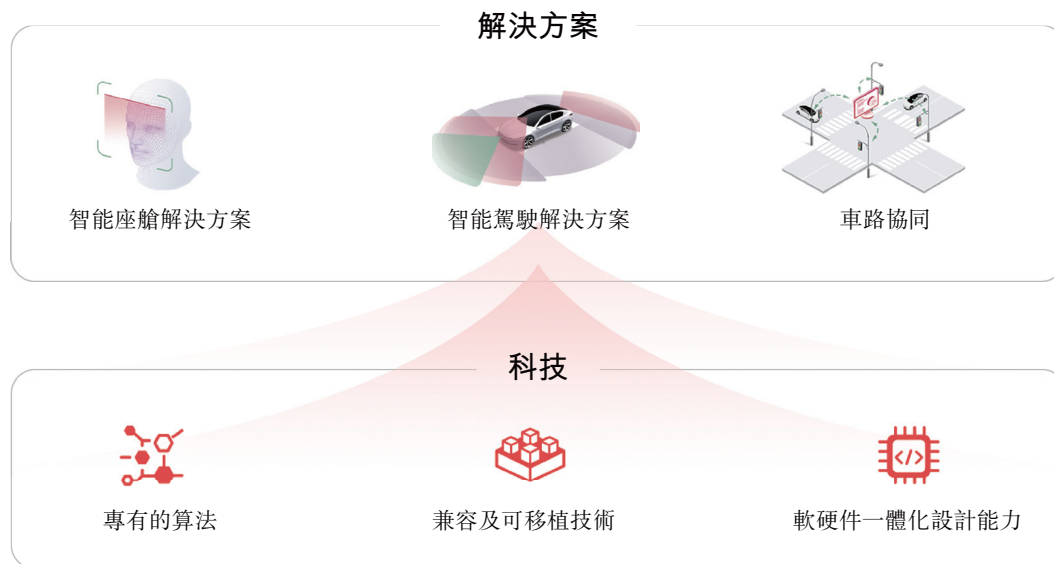 解決方案
智能座艙解決方案
智能駕駛解決方案
車路協同
科技
專有的算法
兼容及可移植技術
軟硬件一體化設計能力